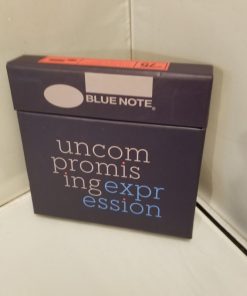 BLUE NOTE
uncom
promis
ingexpr
ession